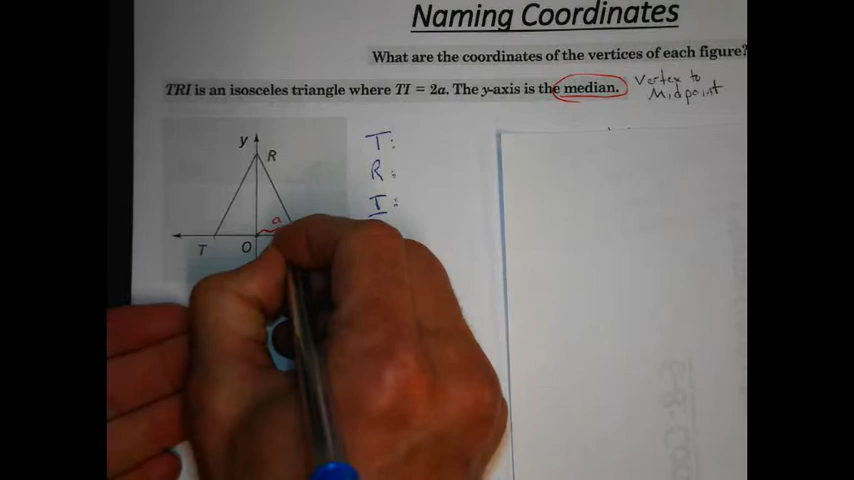 Naming Coordinates
What are the coordinates of the vertices of each figure?
TRI is an isosceles triangle where TI = 2a. The y-axis is the median.
Vertex to
Midpoint
y
R
T:
R:
I:
a
T
O